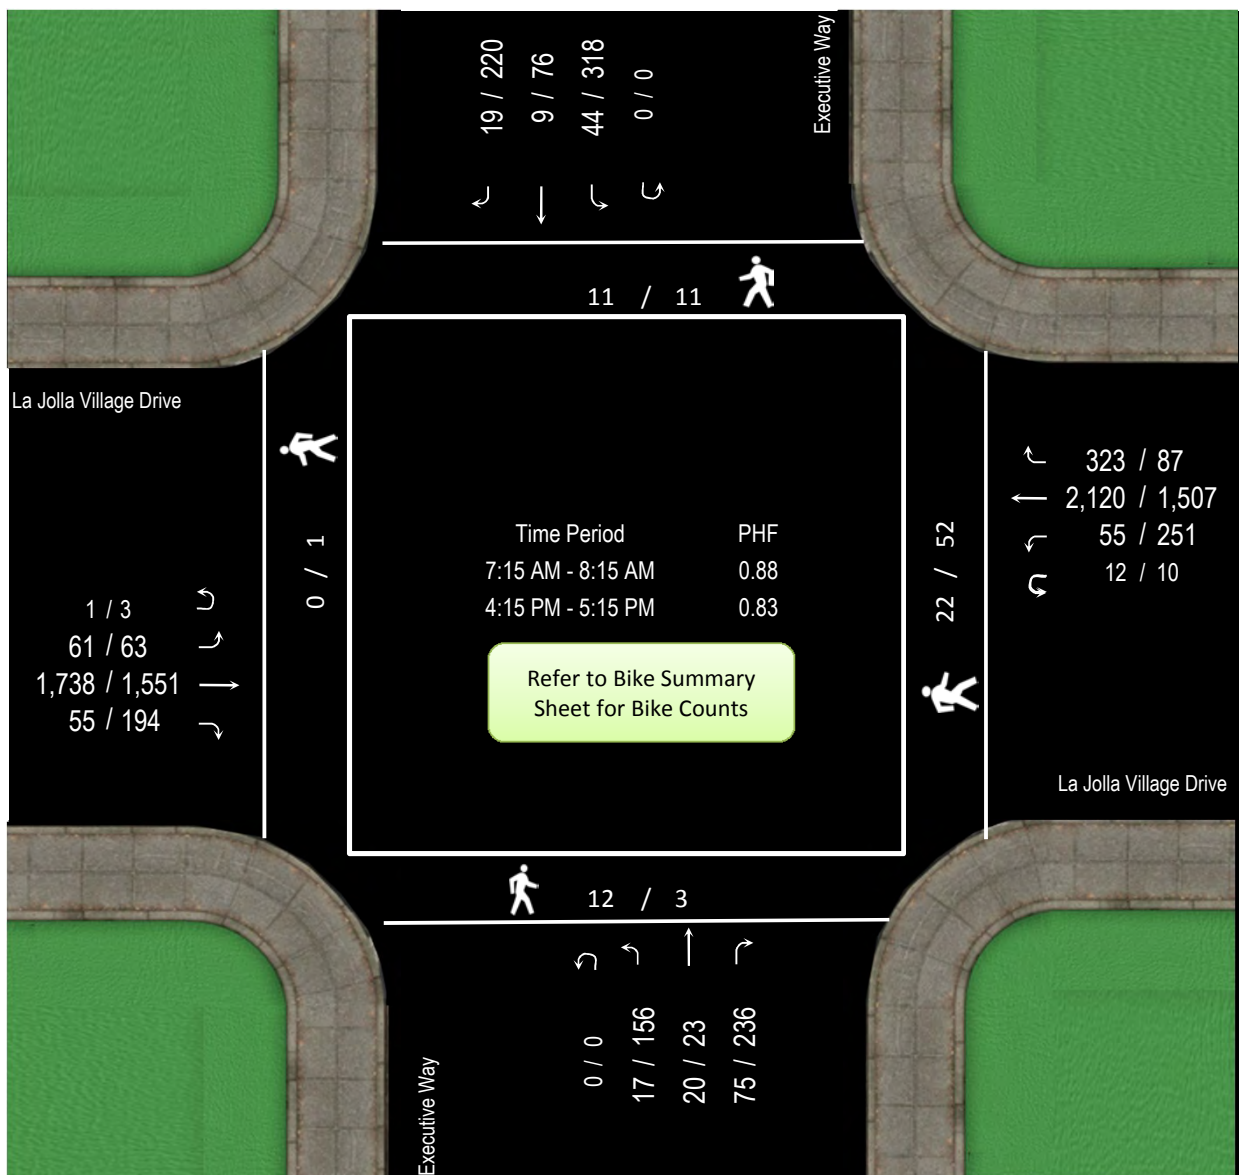 19 / 220
9 / 76
44 / 318
0 / 0
Executive Way
11 / 11
La Jolla Village Drive
0 / 1
1 / 3
61 / 63
1,738 / 1,551
55 / 194
Time Period PHF
7:15 AM - 8:15 AM 0.88
4:15 PM - 5:15 PM 0.83
Refer to Bike Summary
Sheet for Bike Counts
22 / 52
323 / 87
2,120 / 1,507
55 / 251
12 / 10
La Jolla Village Drive
12 / 3
0 / 0
17 / 156
20 / 23
75 / 236
Executive Way